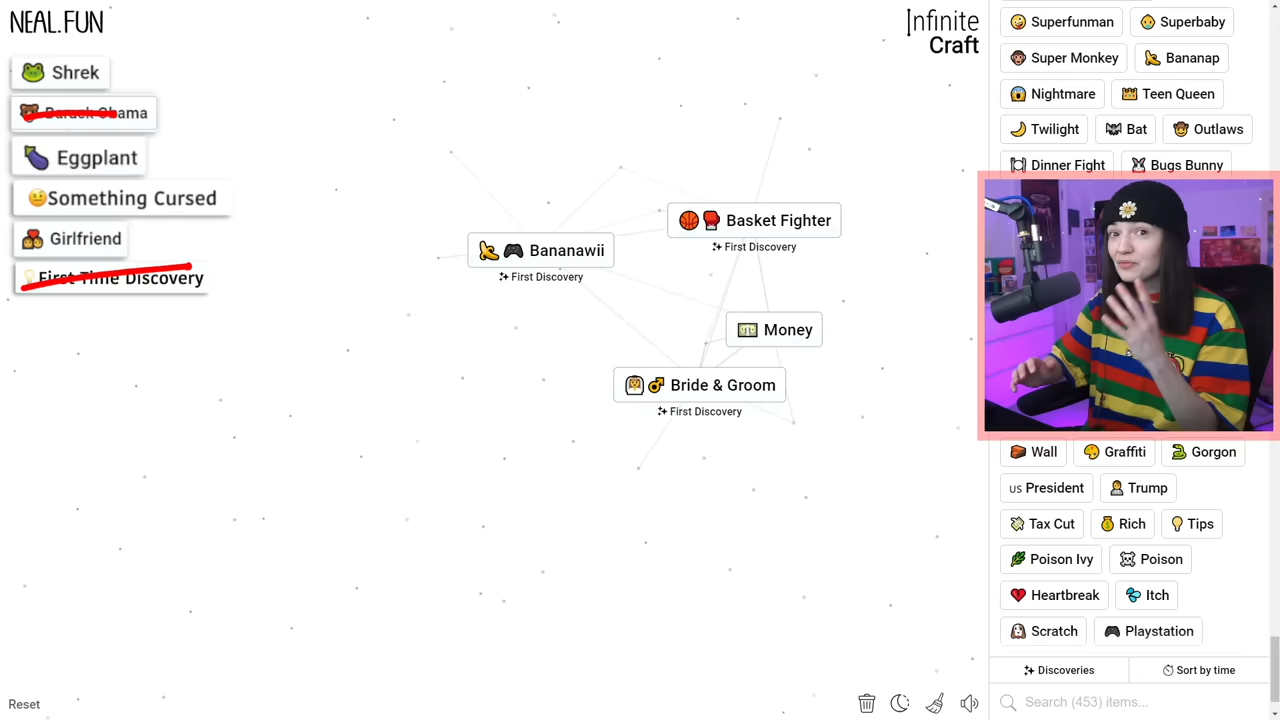 NEAL.FUN
Infinite
Craft
Shrek
Barack Obama
Eggplant
Something Cursed
Girlfriend
First Time Discovery
Bananawii
First Discovery
Basket Fighter
First Discovery
Money
Bride & Groom
First Discovery
Superfunman Superbaby
Super Monkey Bananap
Nightmare Teen Queen
Twilight Bat Outlaws
Dinner Fight Bugs Bunny
Wall Graffiti Gorgon
US President Trump
Tax Cut Rich Tips
Poison Ivy Poison
Heartbreak Itch
Scratch Playstation
Discoveries Sort by time
Search (453) items...
Reset